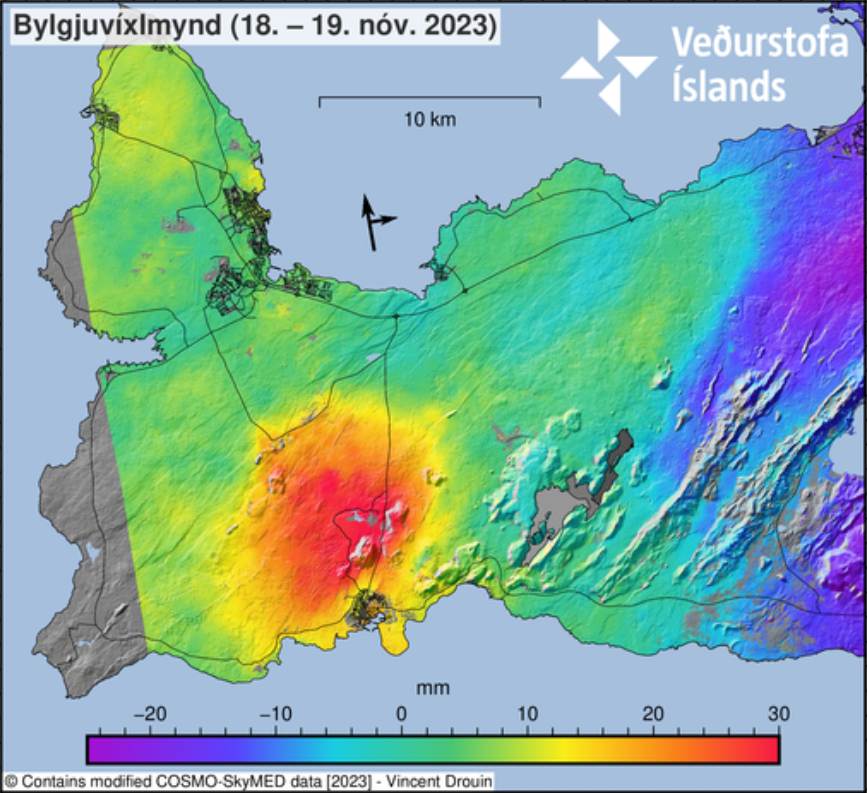 Bylgjuvíxlmynd (18. – 19. nóv. 2023)
Veðurstofa
Íslands
10 km
mm
−20 −10 0 10 20 30
© Contains modified COSMO-SkyMED data [2023] - Vincent Drouin